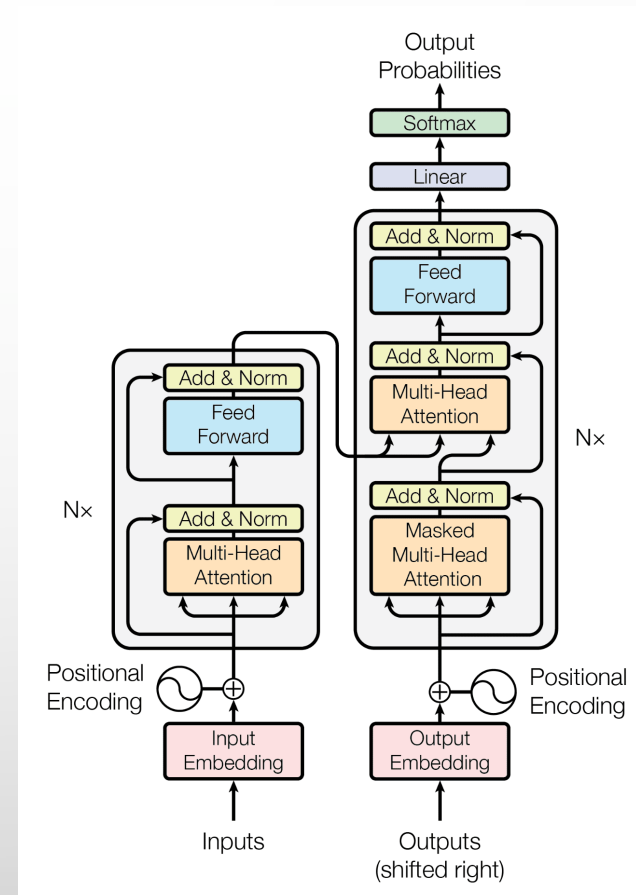 Output
Probabilities
Softmax
Linear
Add & Norm
Feed
Forward
Add & Norm
Multi-Head
Attention
Add & Norm
Masked
Multi-Head
Attention
Nx
Add & Norm
Feed
Forward
Add & Norm
Multi-Head
Attention
Nx
Positional
Encoding
Positional
Encoding
Input
Embedding
Output
Embedding
Inputs
Outputs
(shifted right)